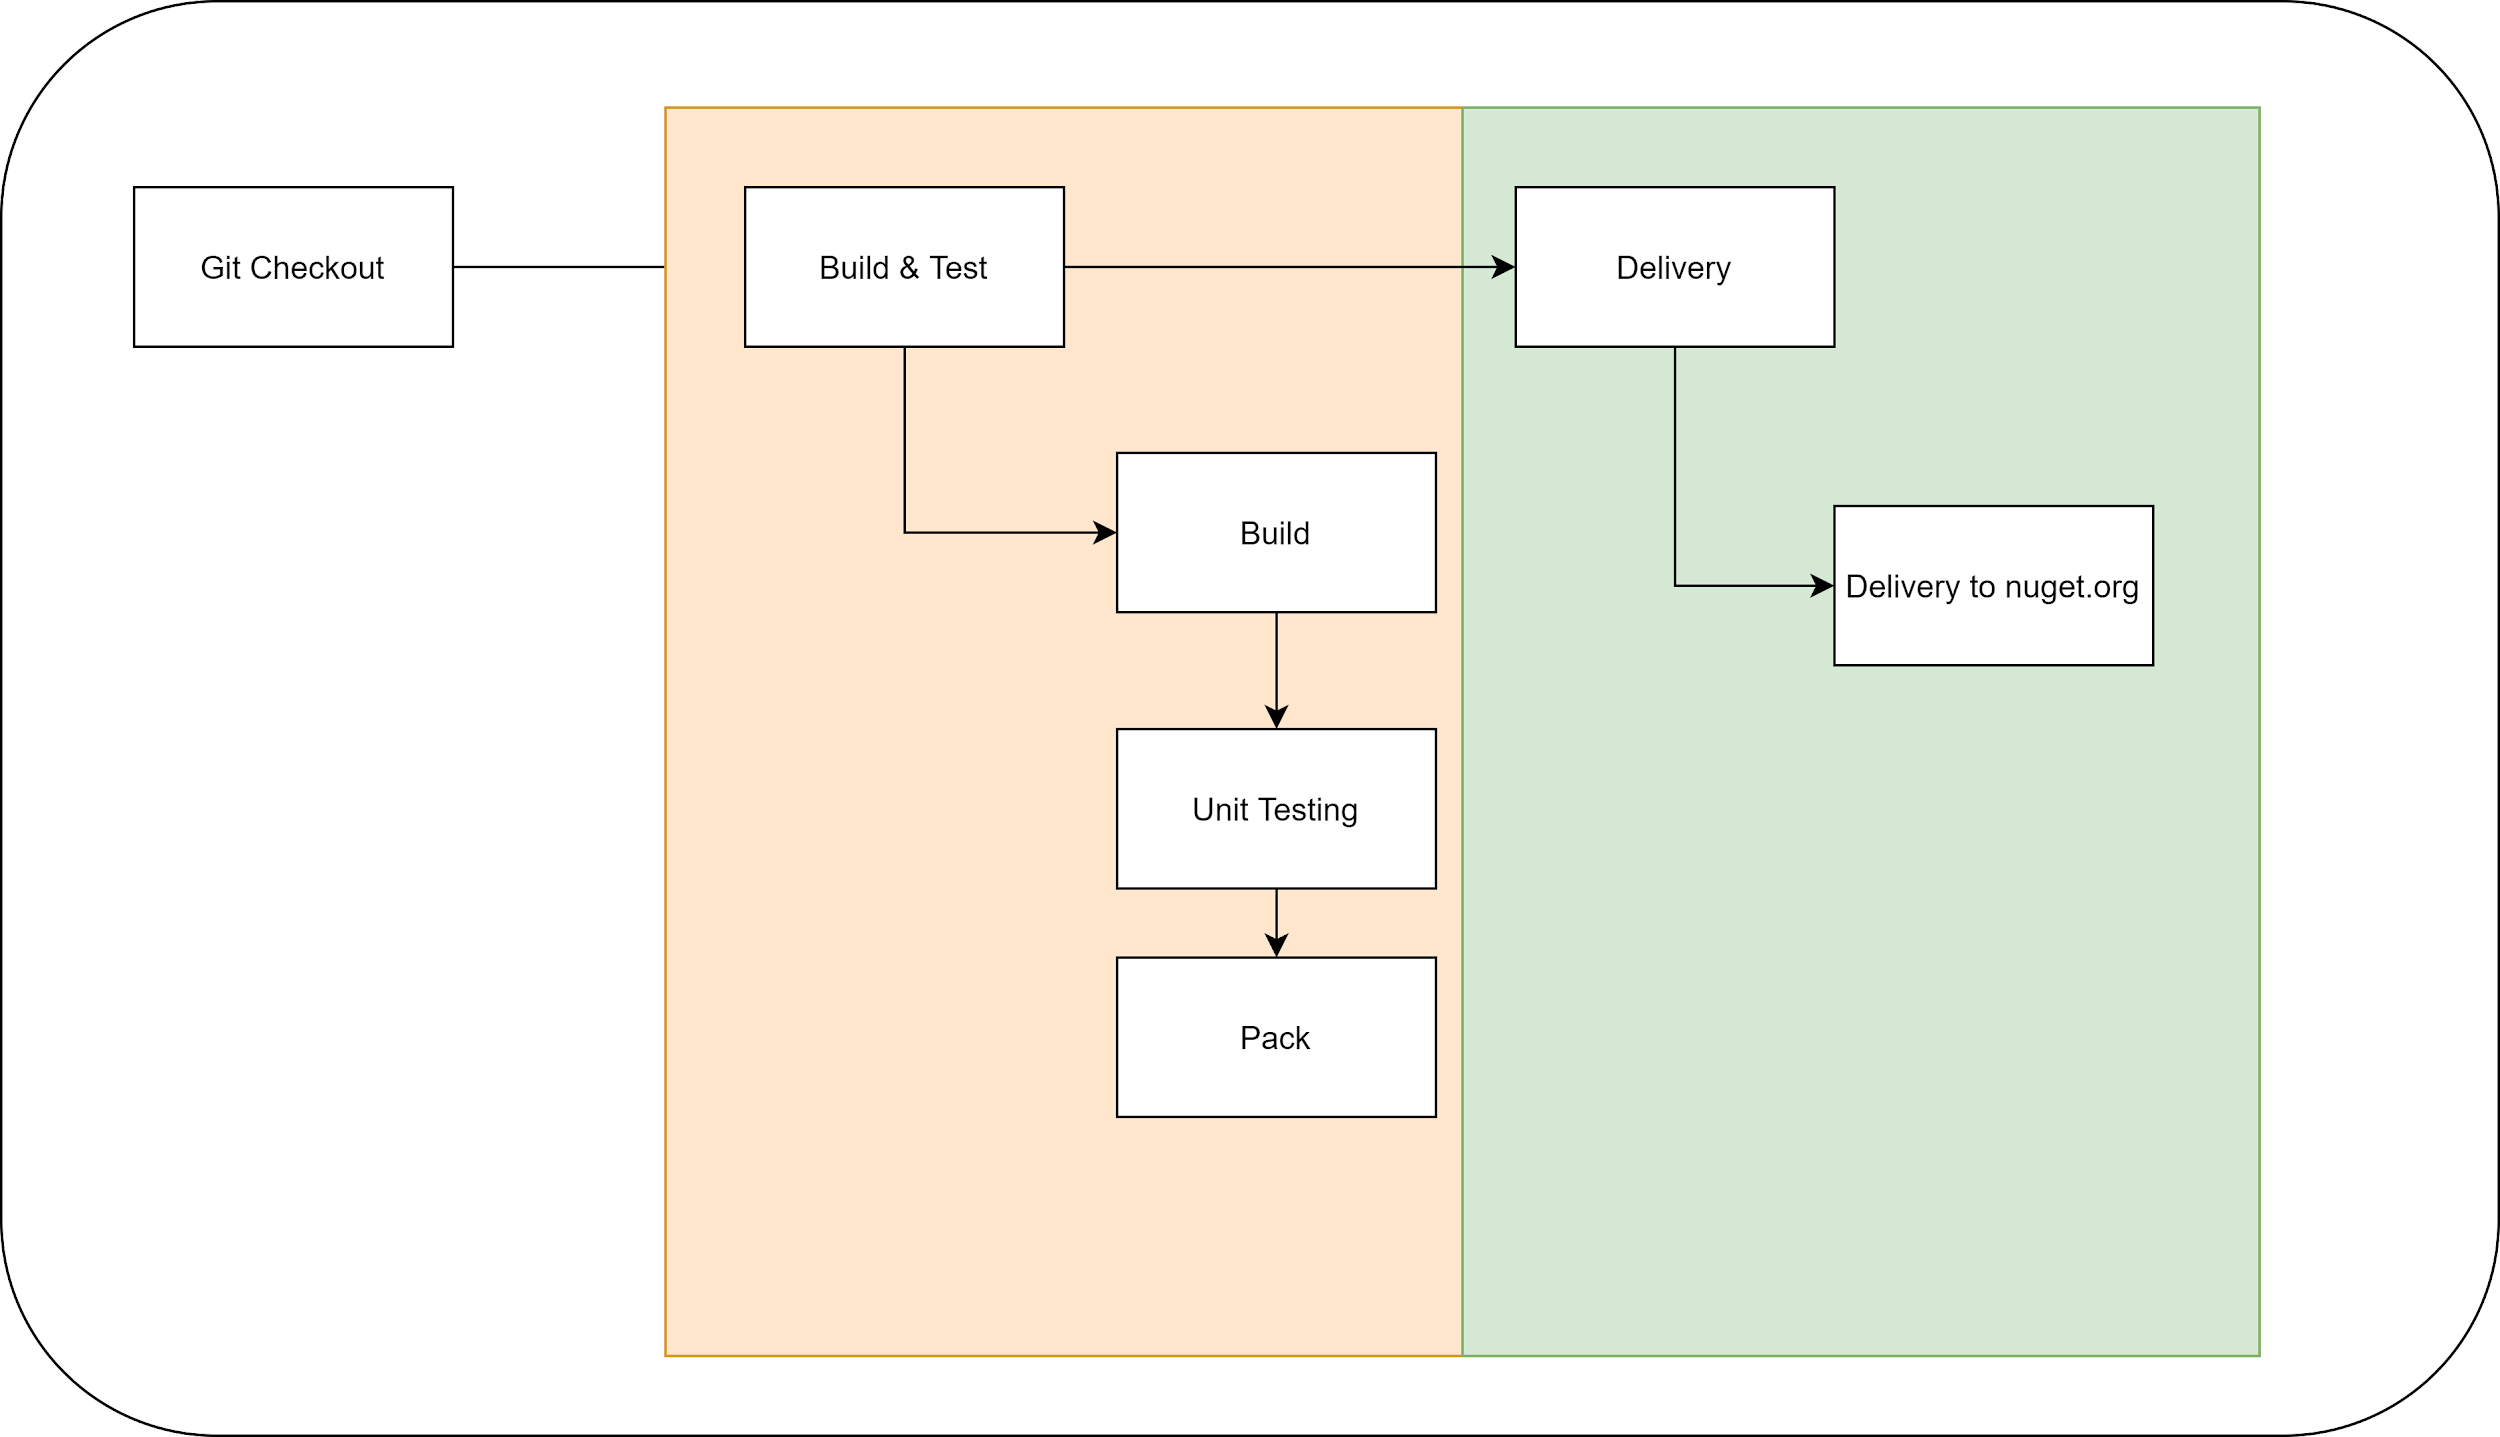 Git Checkout
Build & Test
Delivery
Build
Delivery to nuget.org
Unit Testing
Pack